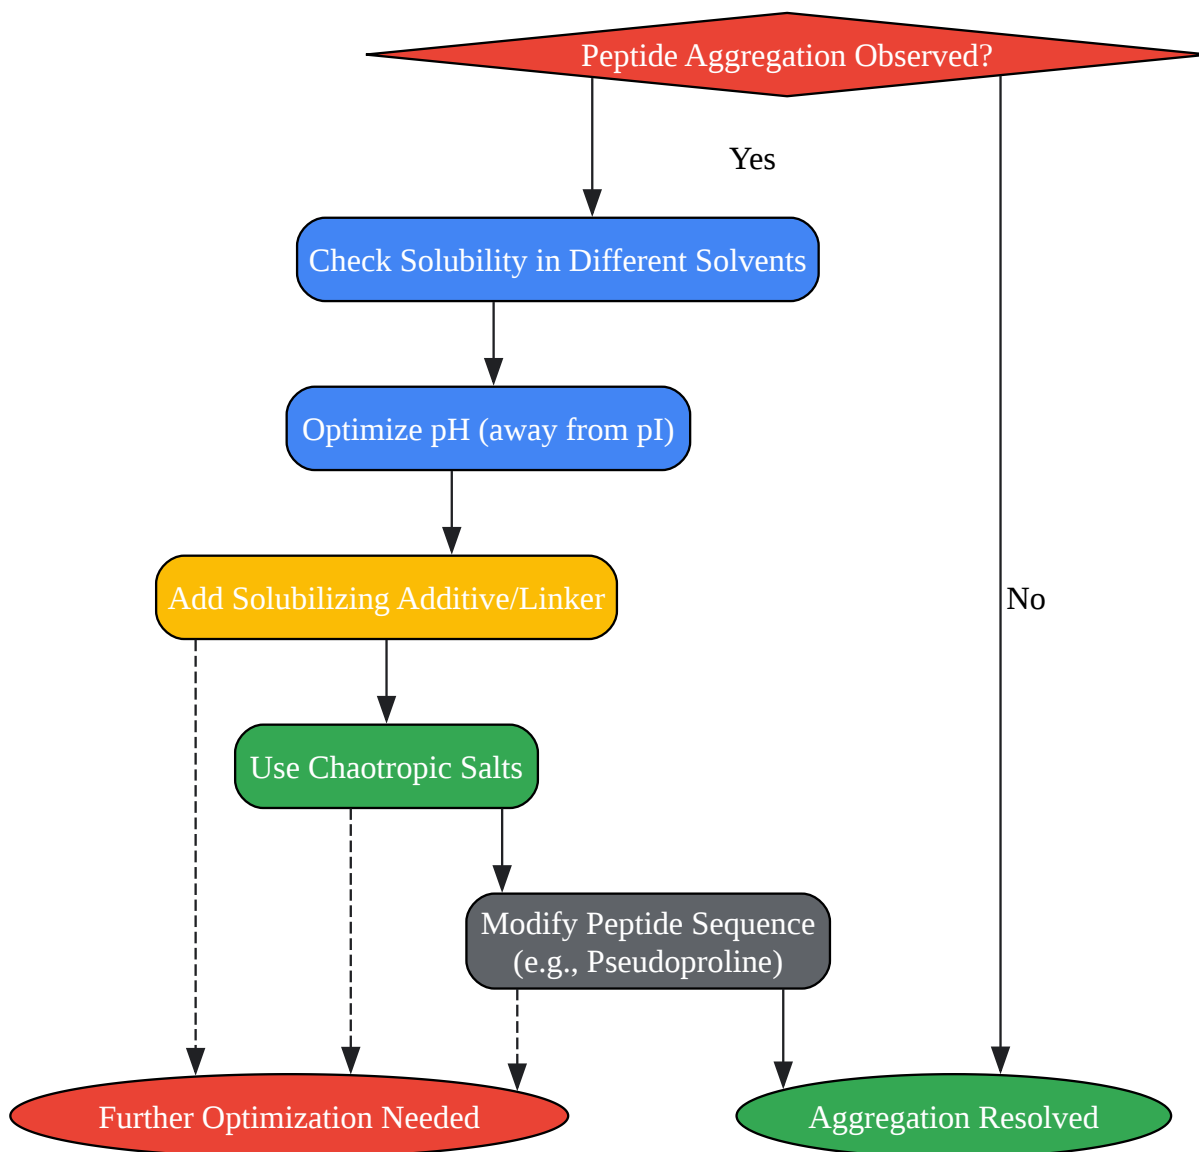 Peptide Aggregation Observed?
Yes
Check Solubility in Different Solvents
Optimize pH (away from pI)
Add Solubilizing Additive/Linker
No
Use Chaotropic Salts
Modify Peptide Sequence
(e.g., Pseudoproline)
Further Optimization Needed
Aggregation Resolved